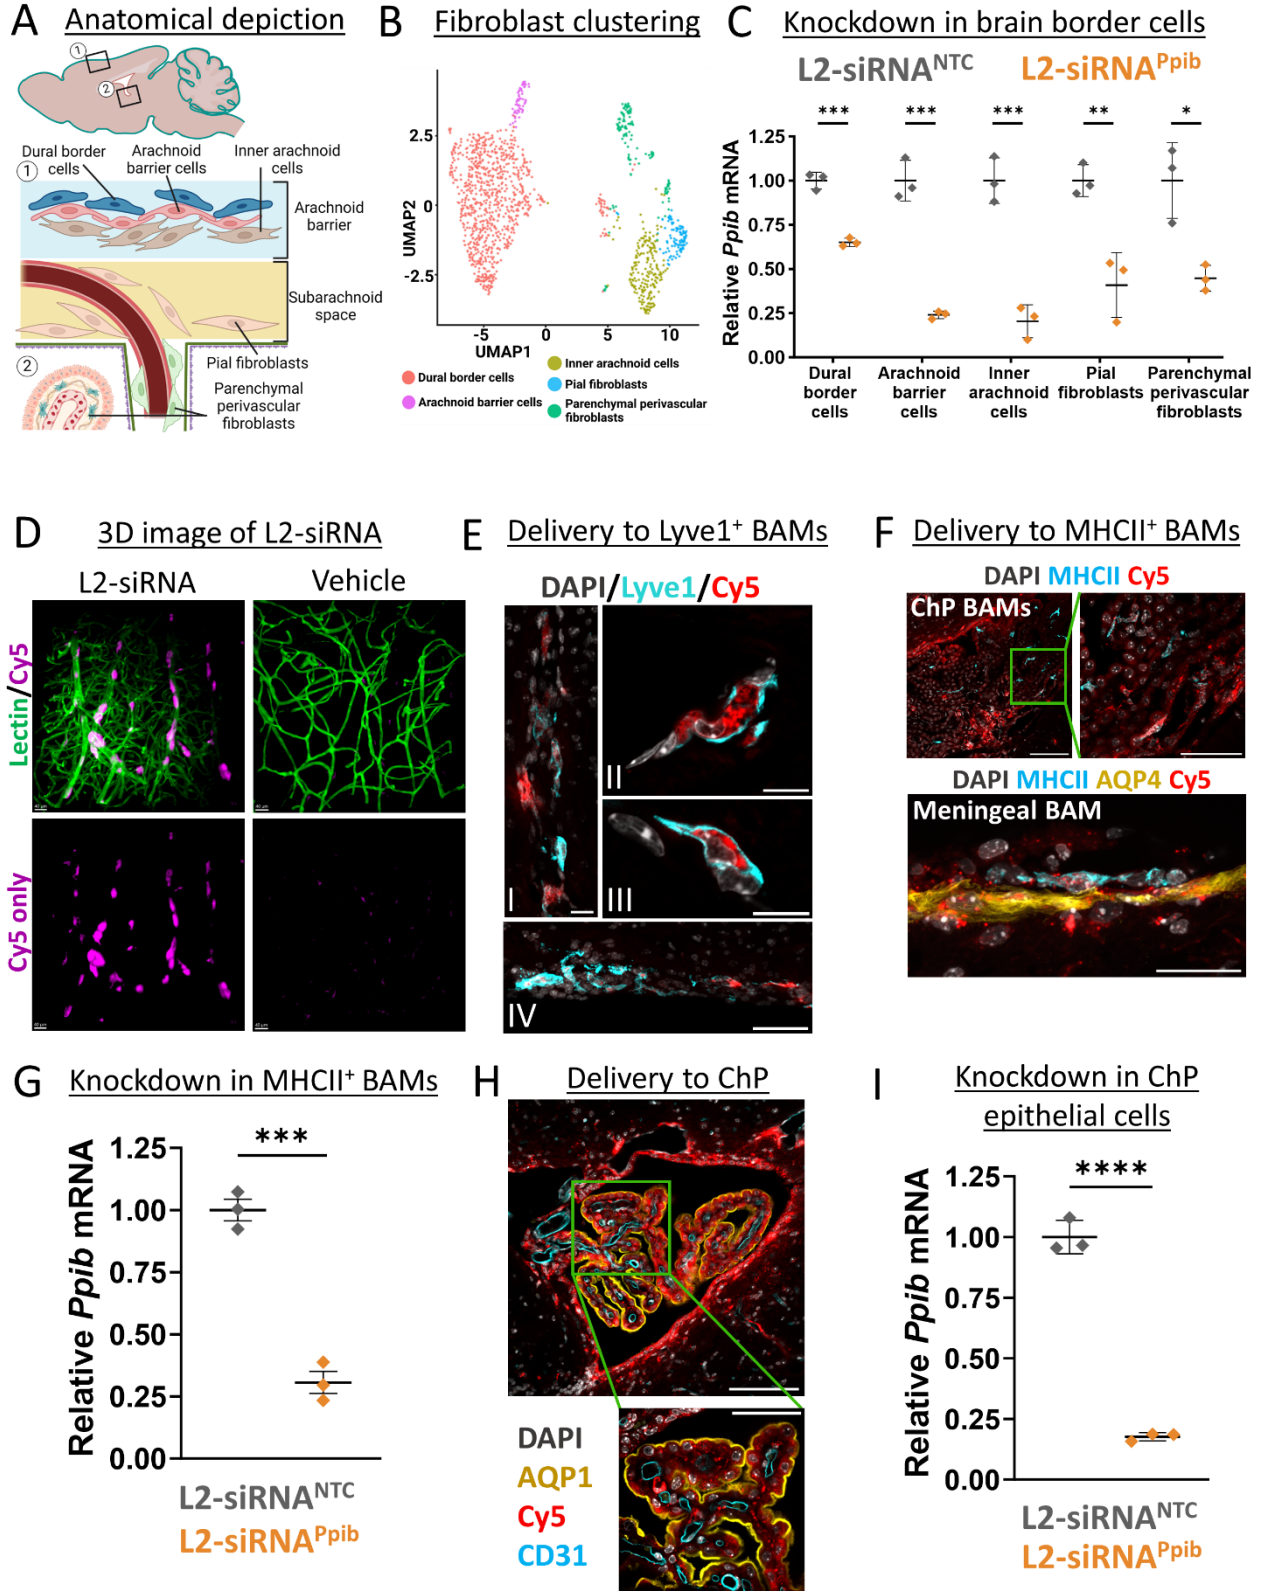 A Anatomical depiction
1
2
Dural border cells
Arachnoid barrier cells
Inner arachnoid cells
1
Arachnoid barrier
Subarachnoid space
Pial fibroblasts
2
Parenchymal perivascular fibroblasts
B Fibroblast clustering
UMAP2
2.5
0
-2.5
-5 0 5 10
UMAP1
Dural border cells
Arachnoid barrier cells
Inner arachnoid cells
Pial fibroblasts
Parenchymal perivascular fibroblasts
C Knockdown in brain border cells
L2-siRNA^NTC L2-siRNA^Ppib
*** *** *** ** *
Relative Ppib mRNA
1.25
1.00
0.75
0.50
0.25
0.00
Dural border cells
Arachnoid barrier cells
Inner arachnoid cells
Pial fibroblasts
Parenchymal perivascular fibroblasts
D 3D image of L2-siRNA
L2-siRNA Vehicle
Lectin/Cy5
Cy5 only
E Delivery to Lyve1⁺ BAMs
DAPI/Lyve1/Cy5
I
II
III
IV
F Delivery to MHCII⁺ BAMs
DAPI MHCII Cy5
ChP BAMs
DAPI MHCII AQP4 Cy5
Meningeal BAM
G Knockdown in MHCII⁺ BAMs
***
Relative Ppib mRNA
1.25
1.00
0.75
0.50
0.25
0.00
L2-siRNA^NTC
L2-siRNA^Ppib
H Delivery to ChP
DAPI
AQP1
Cy5
CD31
I Knockdown in ChP
epithelial cells
****
Relative Ppib mRNA
1.25
1.00
0.75
0.50
0.25
0.00
L2-siRNA^NTC
L2-siRNA^Ppib